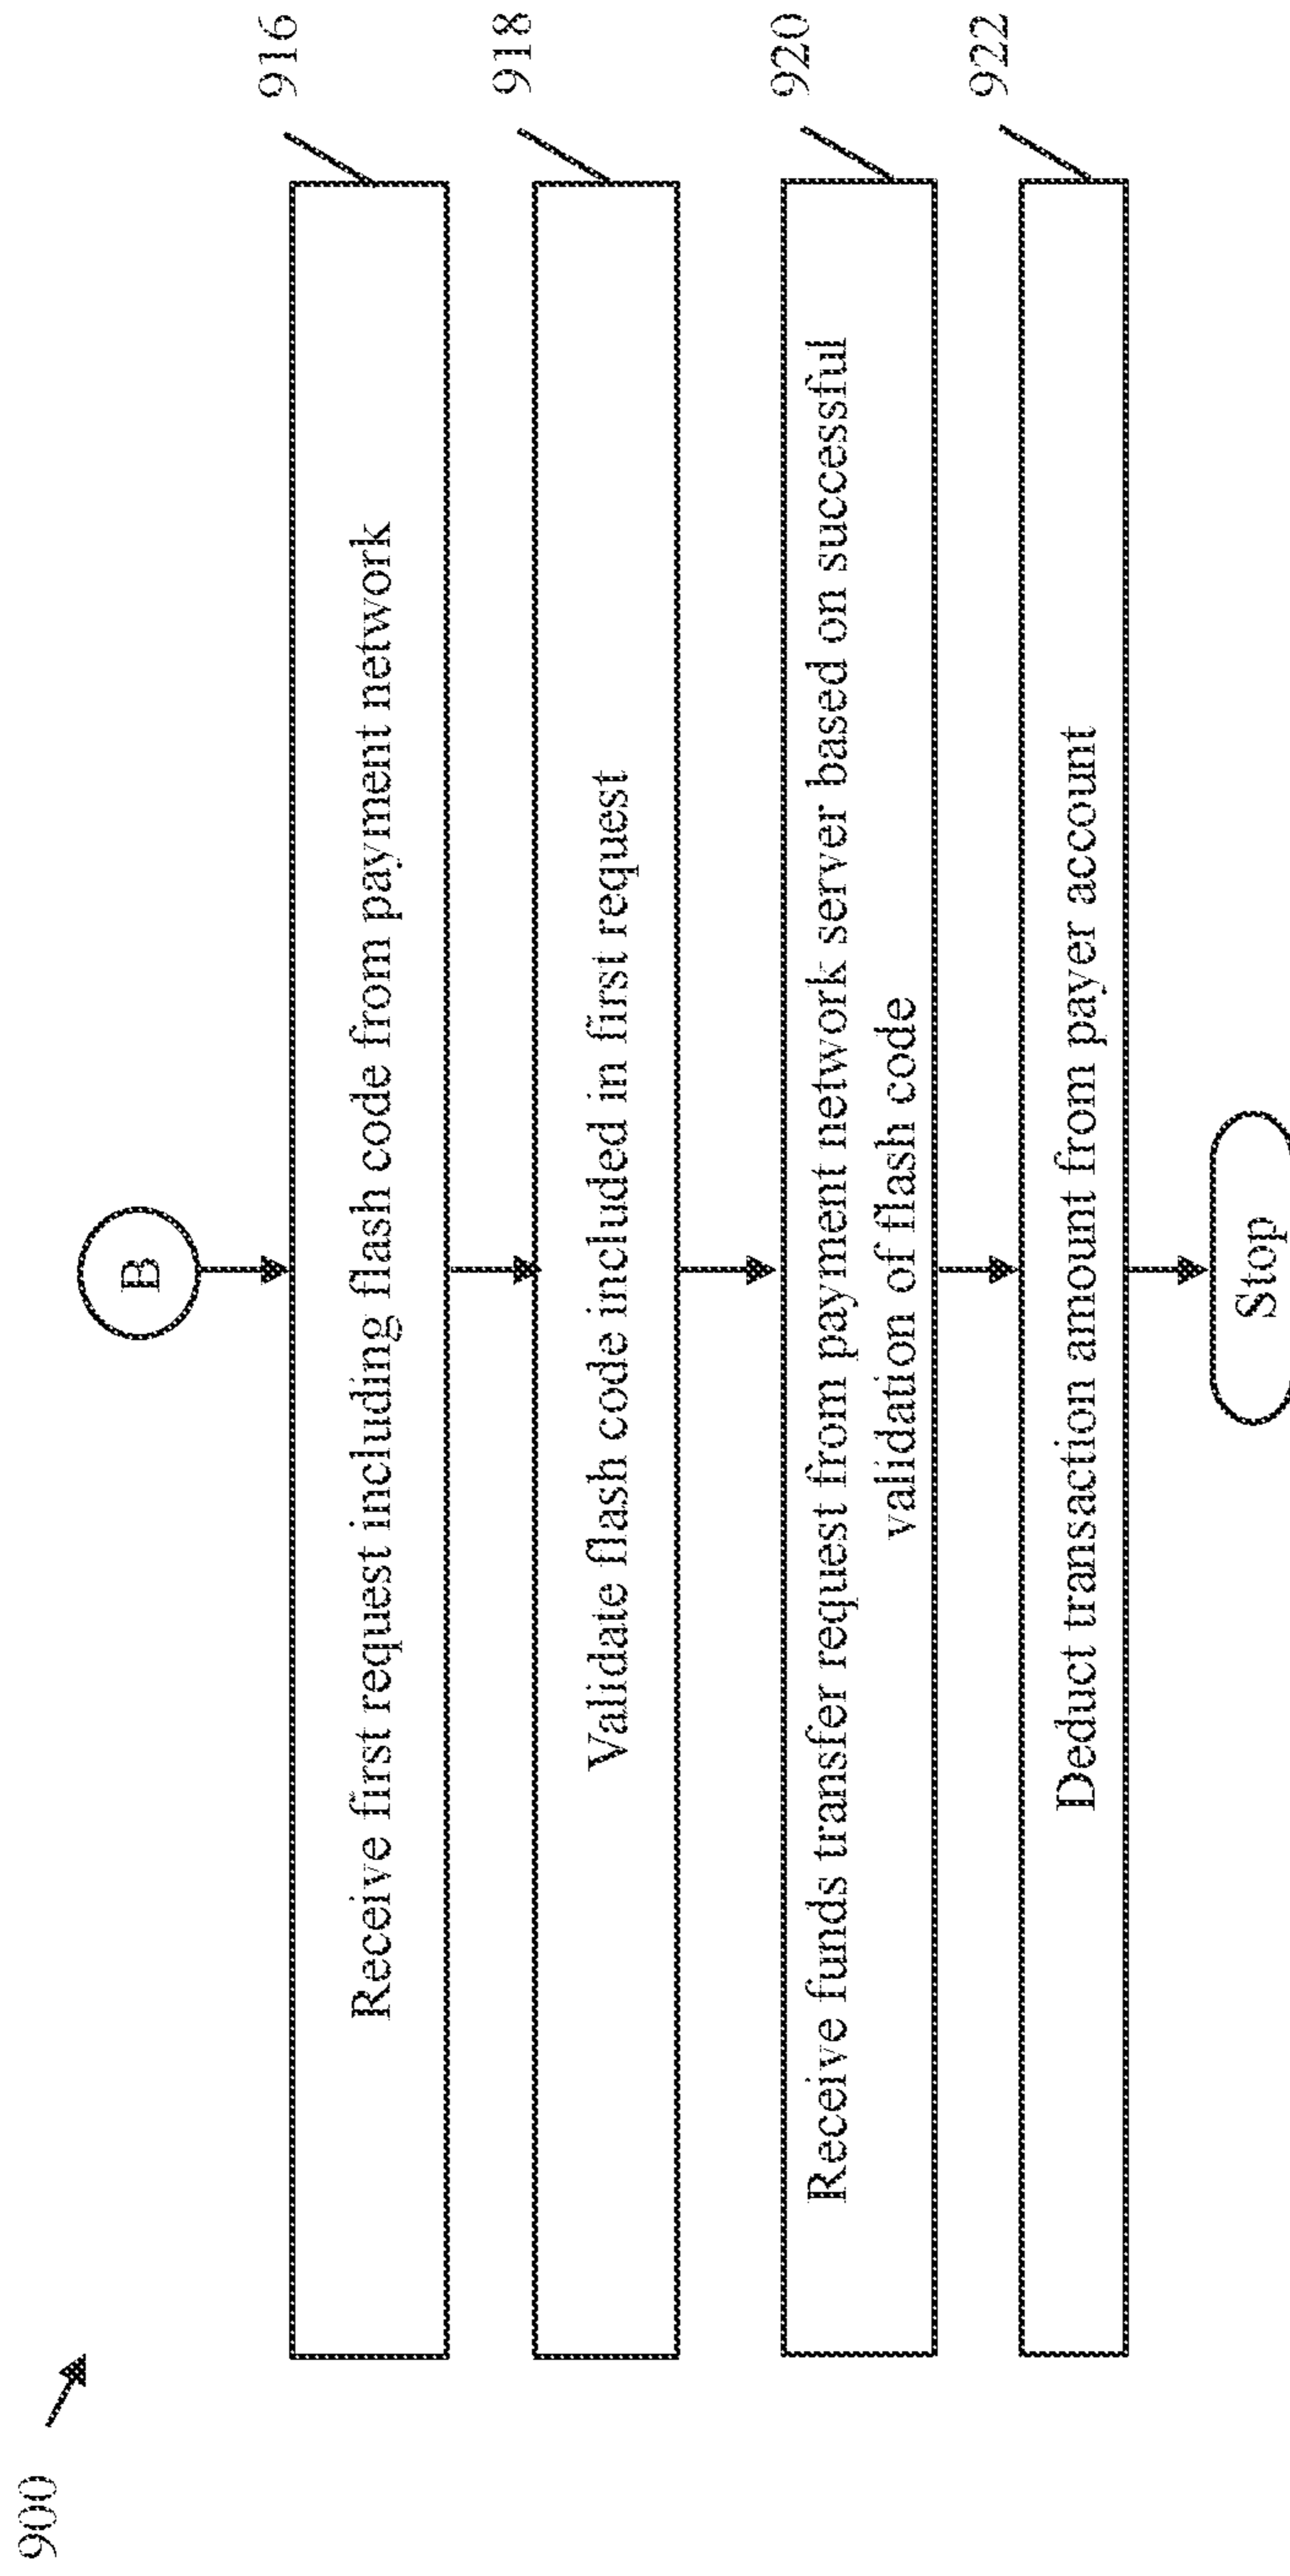 900
B
Receive first request including flash code from payment network
916
Validate flash code included in first request
918
Receive funds transfer request from payment network server based on successful
validation of flash code
920
Deduct transaction amount from payer account
922
Stop